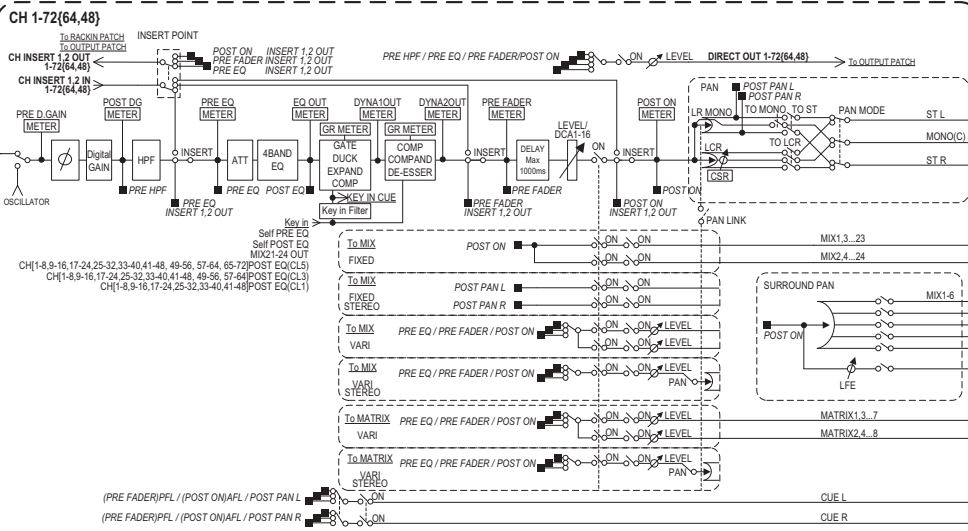 CH 1-72{64,48}
To RACKIN PATCH
To OUTPUT PATCH
INSERT POINT
CH INSERT 1,2 OUT
1-72{64,48}
CH INSERT 1,2 IN
1-72{64,48}
POST ON INSERT 1,2 OUT
PRE FADER INSERT 1,2 OUT
PRE EQ INSERT 1,2 OUT
PRE HPF / PRE EQ / PRE FADER/POST ON
ON
LEVEL
DIRECT OUT 1-72{64,48}
To OUTPUT PATCH
PAN
POST PAN L
POST PAN R
LR MONO
TO MONO
TO ST
PAN MODE
ST L
TO LCR
MONO(C)
LCR
CSR
ST R
PRE D.GAIN
METER
POST DG
METER
PRE EQ
METER
EQ OUT
METER
DYNA1OUT
METER
DYNA2OUT
METER
PRE FADER
METER
LEVEL/
DCA1-16
ON
POST ON
METER
OSCILLATOR
Φ
Digital
GAIN
HPF
INSERT
ATT
4BAND
EQ
GR METER
GATE
DUCK
EXPAND
COMP
GR METER
COMP
COMPAND
DE-ESSER
INSERT
DELAY
Max
1000ms
INSERT
PRE HPF
PRE EQ
INSERT 1,2 OUT
PRE EQ
POST EQ
KEY IN CUE
Key in Filter
PRE FADER
INSERT 1,2 OUT
PRE FADER
POST ON
INSERT 1,2 OUT
POST ON
PAN LINK
Key in
Self PRE EQ
Self POST EQ
MIX21-24 OUT
CH[1-8,9-16,17-24,25-32,33-40,41-48, 49-56, 57-64, 65-72]POST EQ(CL5)
CH[1-8,9-16,17-24,25-32,33-40,41-48, 49-56, 57-64]POST EQ(CL3)
CH[1-8,9-16,17-24,25-32,33-40,41-48]POST EQ(CL1)
To MIX
FIXED
POST ON
ON ON
MIX1,3...23
ON ON
MIX2,4...24
To MIX
FIXED
STEREO
POST PAN L
ON ON
POST PAN R
ON ON
To MIX
VARI
PRE EQ / PRE FADER / POST ON
ON ON LEVEL
ON ON LEVEL
To MIX
VARI
STEREO
PRE EQ / PRE FADER / POST ON
ON ON LEVEL
PAN
To MATRIX
VARI
PRE EQ / PRE FADER / POST ON
ON ON LEVEL
MATRIX1,3...7
ON ON LEVEL
MATRIX2,4...8
To MATRIX
VARI
STEREO
PRE EQ / PRE FADER / POST ON
ON ON LEVEL
PAN
SURROUND PAN
MIX1-6
POST ON
LFE
(PRE FADER)PFL / (POST ON)AFL / POST PAN L
ON
CUE L
(PRE FADER)PFL / (POST ON)AFL / POST PAN R
ON
CUE R